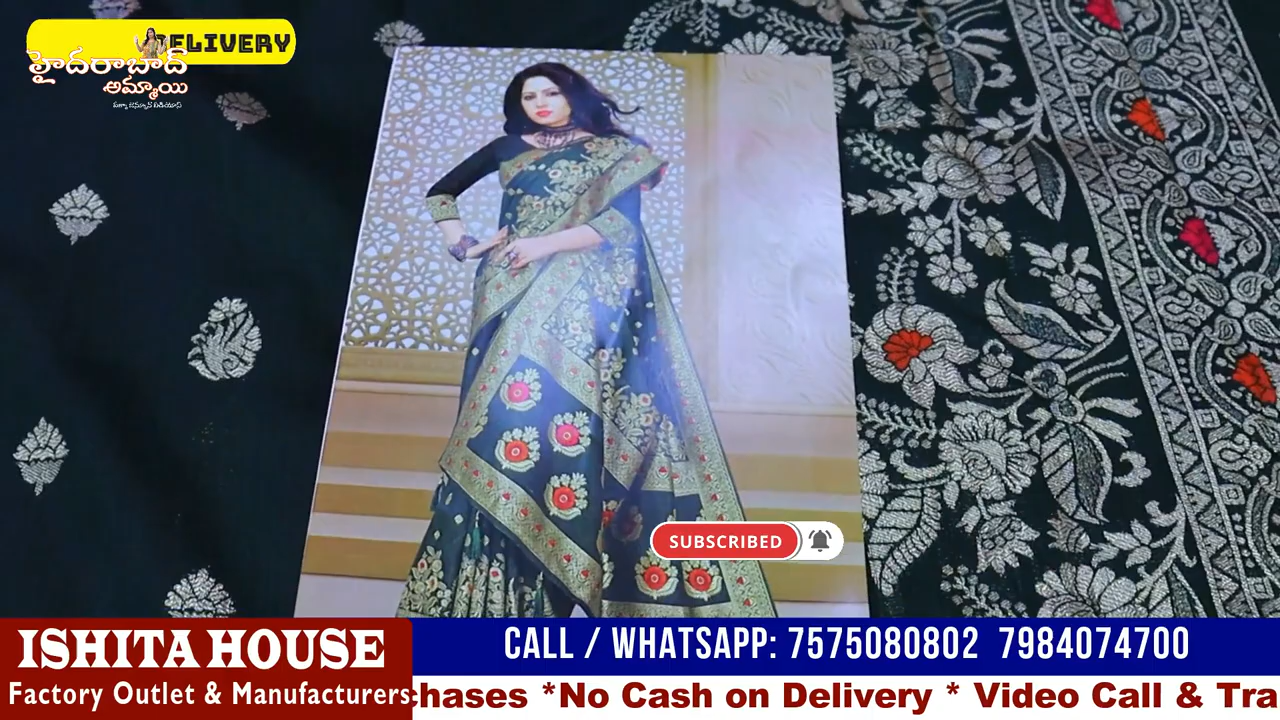 DELIVERY
హైదరాబాద్
అమ్మాయి
SUBSCRIBED
ISHITA HOUSE
Factory Outlet & Manufacturers
CALL / WHATSAPP: 7575080802 7984074700
chases *No Cash on Delivery * Video Call & Tra